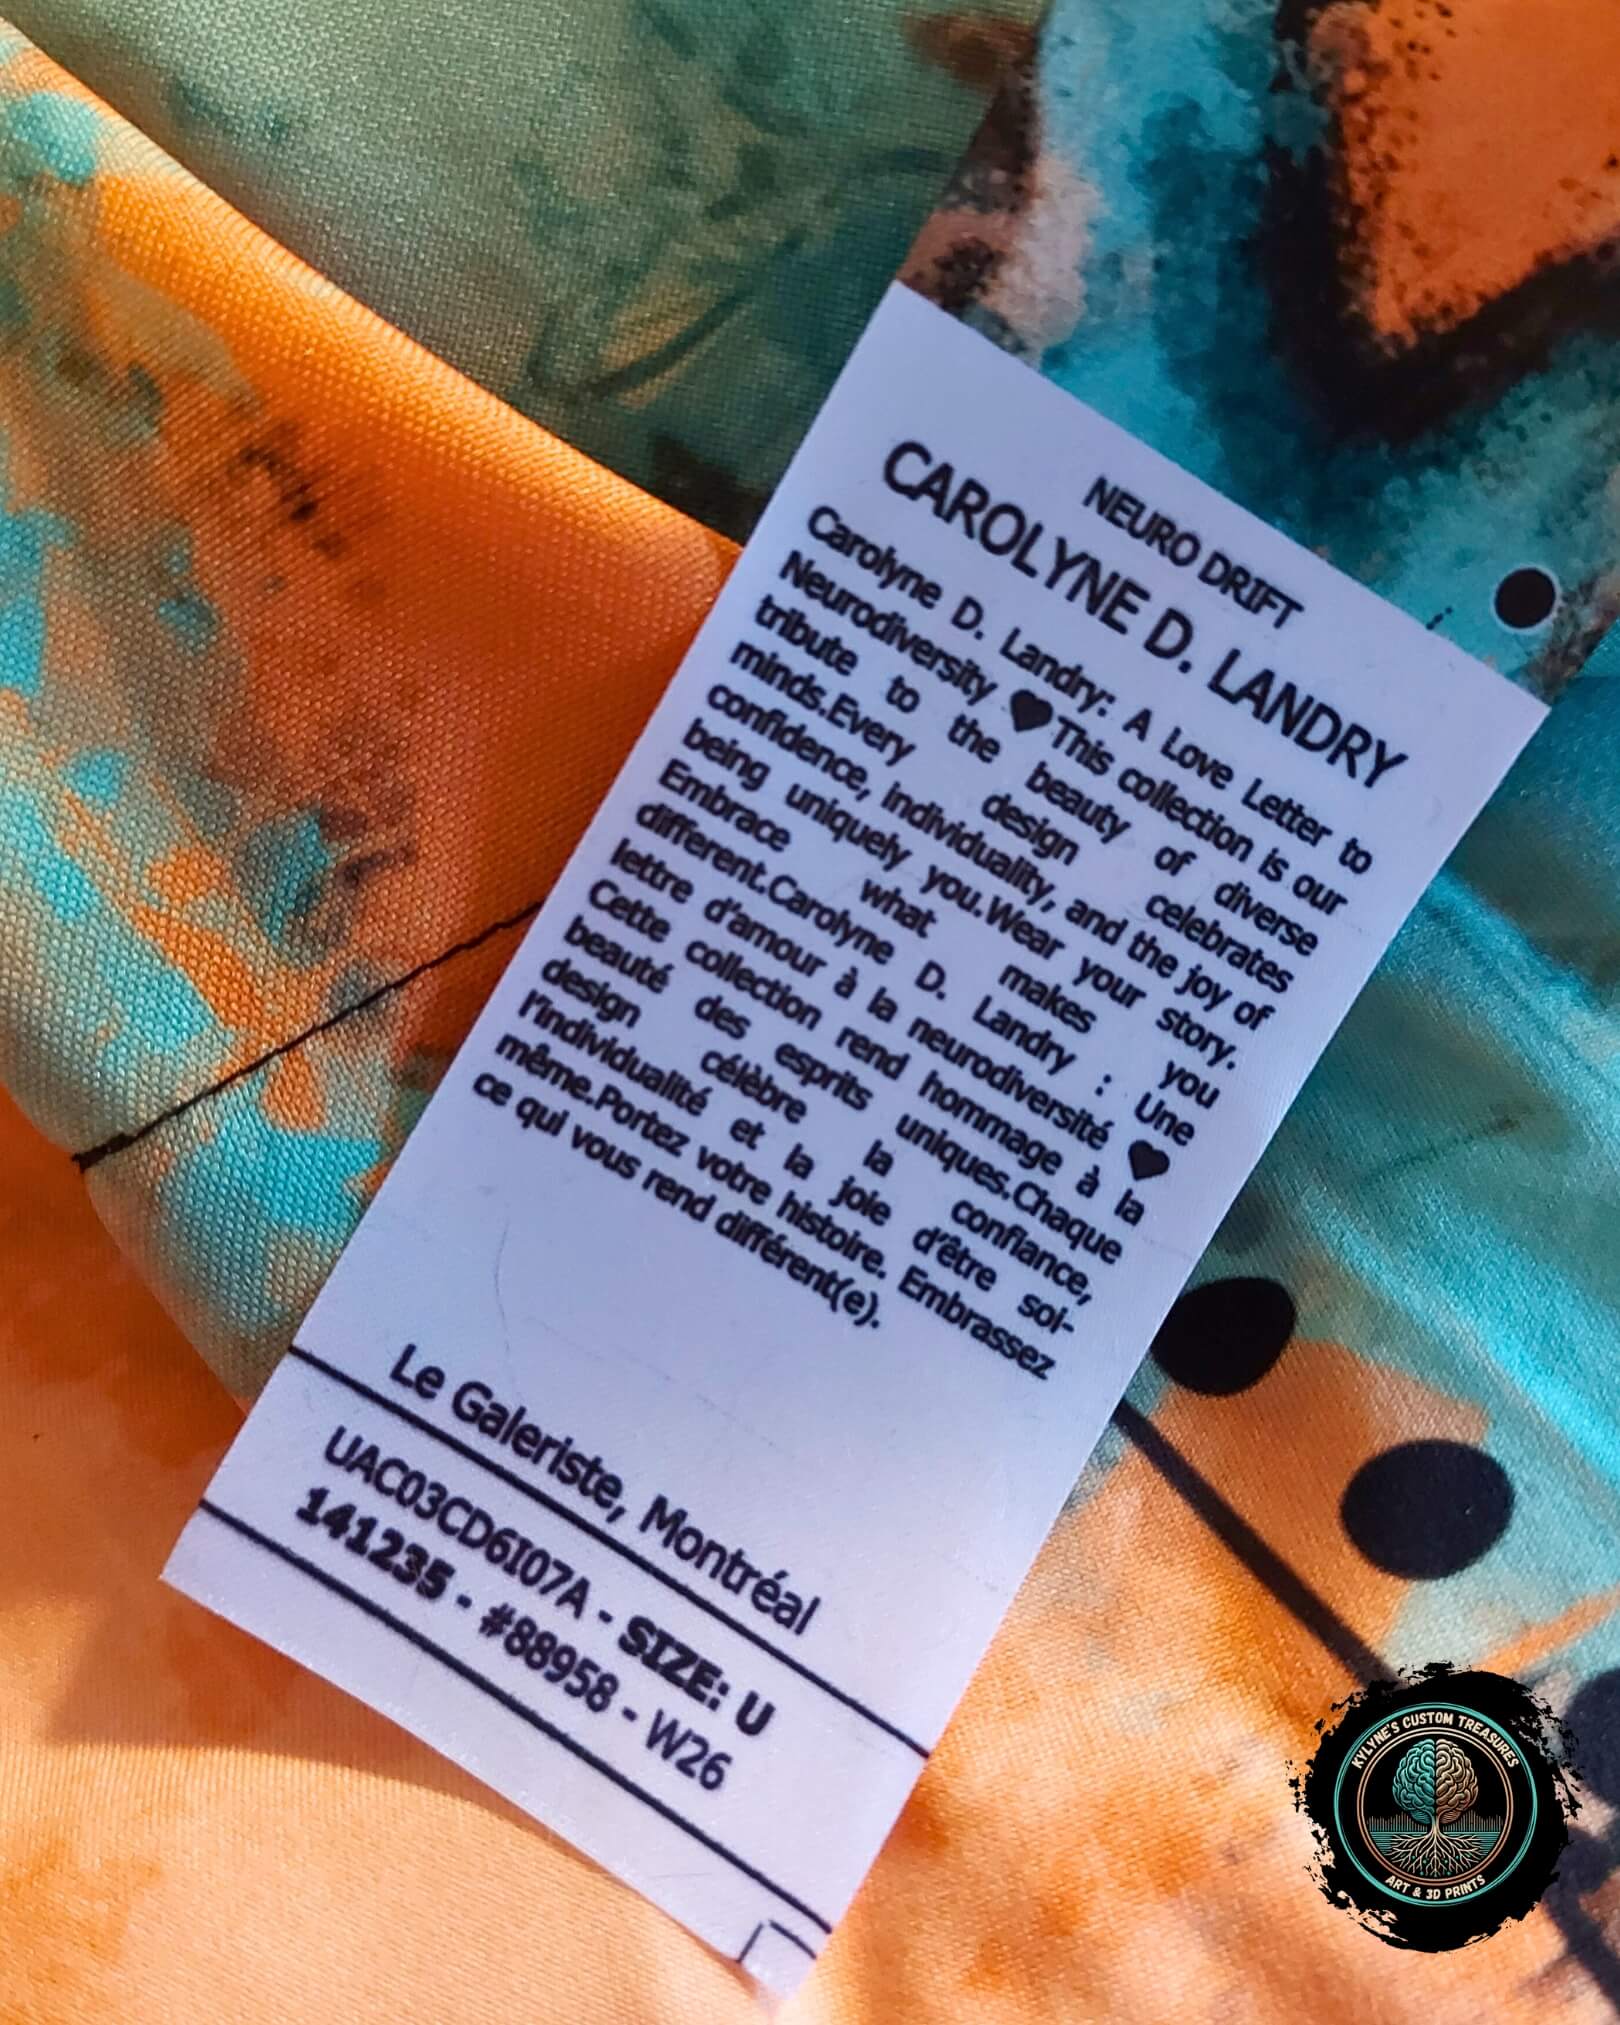 NEURO DRIFT
CAROLYNE D. LANDRY
Carolyne D. Landry: A Love Letter to
Neurodiversity ♥This collection is our
tribute to the beauty of diverse
minds.Every design celebrates
confidence, individuality, and the joy of
being uniquely you.Wear your story.
Embrace what makes you
different.Carolyne D. Landry : Une
lettre d'amour à la neurodiversité ♥
Cette collection rend hommage à la
beauté des esprits uniques.Chaque
design célèbre la confiance,
l'individualité et la joie d'être soi-
même.Portez votre histoire. Embrassez
ce qui vous rend différent(e).
Le Galeriste, Montréal
UAC03CD6I07A - SIZE: U
141235 - #88958 - W26
KYLYNE'S CUSTOM TREASURES
ART & 3D PRINTS